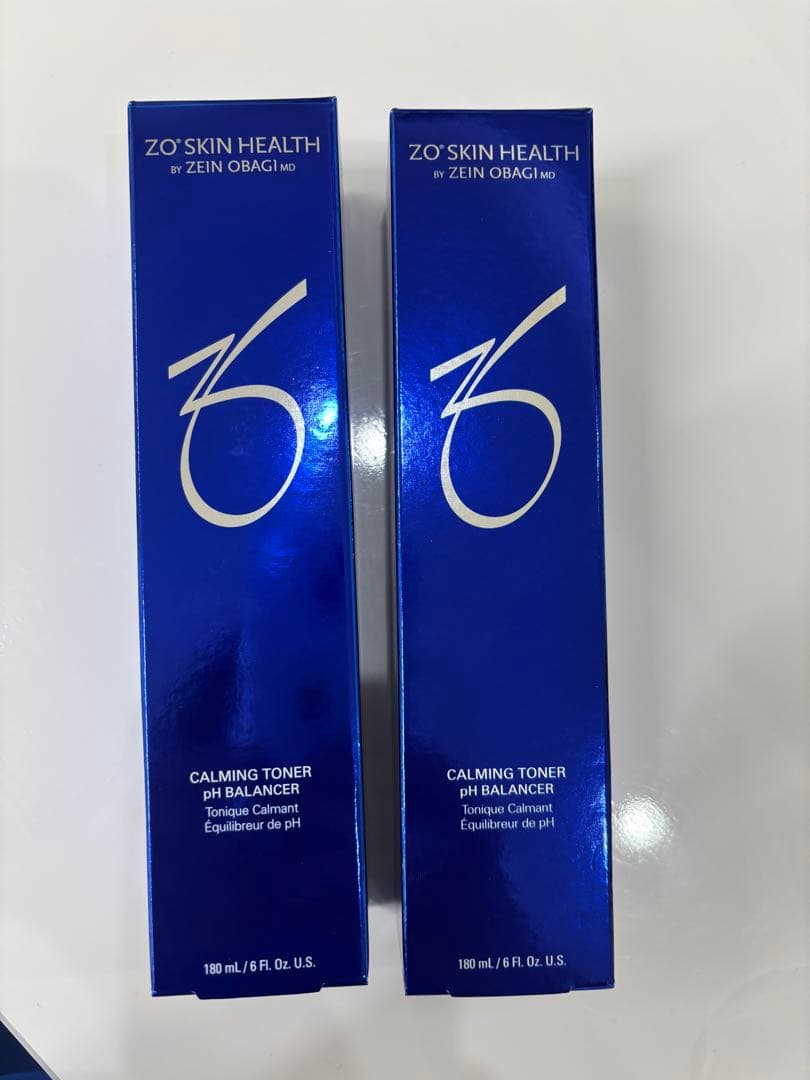 ZO® SKIN HEALTH
BY ZEIN OBAGI MD
CALMING TONER
pH BALANCER
Tonique Calmant
Équilibreur de pH
180 mL / 6 Fl. Oz. U.S.
ZO® SKIN HEALTH
BY ZEIN OBAGI MD
CALMING TONER
pH BALANCER
Tonique Calmant
Équilibreur de pH
180 mL / 6 Fl. Oz. U.S.